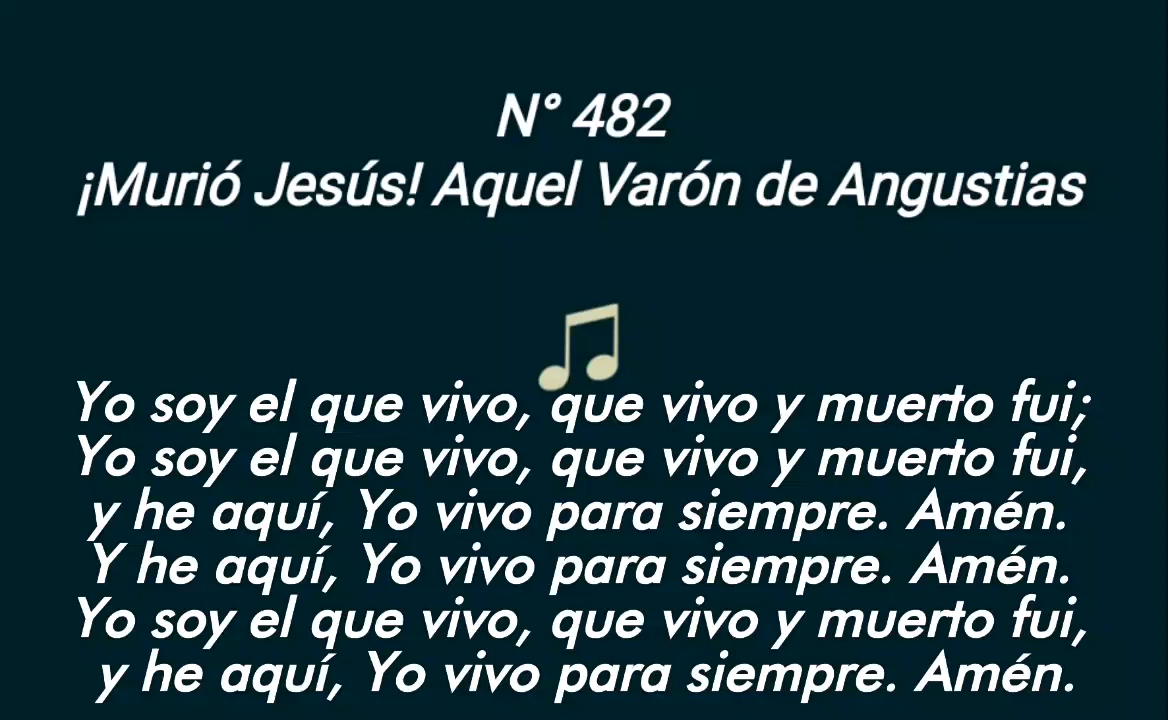 N° 482
¡Murió Jesús! Aquel Varón de Angustias
Yo soy el que vivo, que vivo y muerto fui;
Yo soy el que vivo, que vivo y muerto fui,
y he aquí, Yo vivo para siempre. Amén.
Y he aquí, Yo vivo para siempre. Amén.
Yo soy el que vivo, que vivo y muerto fui,
y he aquí, Yo vivo para siempre. Amén.